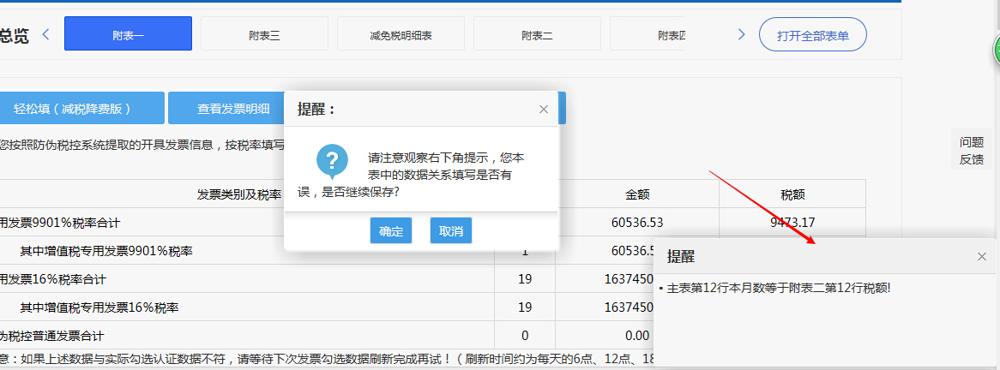 总览 附表一 附表三 减免税明细表 附表二 附表四 打开全部表单
轻松填（减税降费版） 查看发票明细
提醒：
问题
反馈
您按照防伪税控系统提取的开具发票信息，按税率填写
请注意观察右下角提示，您本
表中的数据关系填写是否有
误，是否继续保存?
确定 取消
发票类别及税率 金额 税额
用发票9901%税率合计 60536.53 9473.17
其中增值税专用发票9901%税率 1 60536.5
用发票16%税率合计 19 1637450
其中增值税专用发票16%税率 19 1637450
为税控普通发票合计 0 0.00
意：如果上述数据与实际勾选认证数据不符，请等待下次发票勾选数据刷新完成再试！（刷新时间约为每天的6点、12点、18
提醒
▪ 主表第12行本月数等于附表二第12行税额!